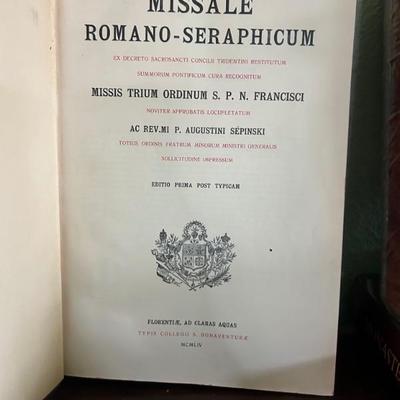 MISSALE
ROMANO-SERAPHICUM
EX DECRETO SACROSANCTI CONCILII TRIDENTINI RESTITUTUM
SUMMORUM PONTIFICUM CURA RECOGNITUM
MISSIS TRIUM ORDINUM S. P. N. FRANCISCI
NOVITER APPROBATIS LOCUPLETATUM
AC REV.MI P. AUGUSTINI SÉPINSKI
TOTIUS ORDINIS FRATRUM MINORUM MINISTRI GENERALIS
SOLLICITUDINE IMPRESSUM
EDITIO PRIMA POST TYPICAM
FLORENTIÆ, AD CLARAS AQUAS
TYPIS COLLEGII S. BONAVENTURÆ
MCMLIV